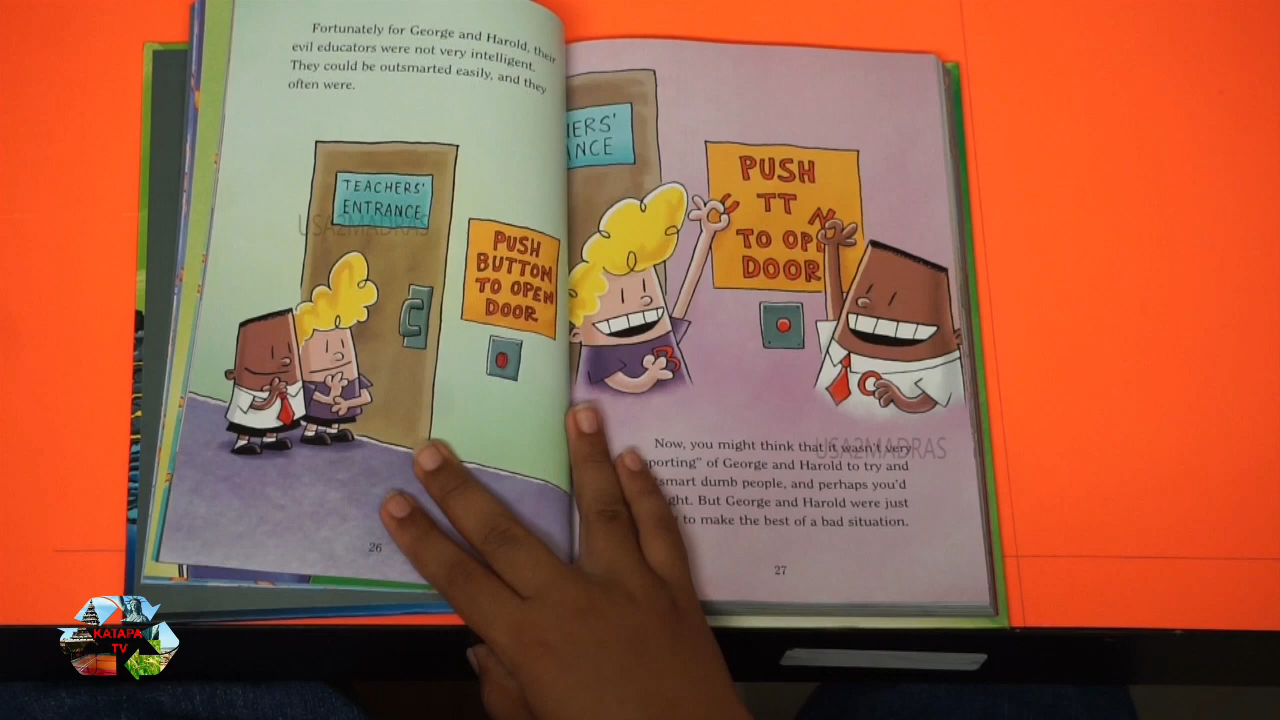 Fortunately for George and Harold, their
evil educators were not very intelligent.
They could be outsmarted easily, and they
often were.
TEACHERS'
ENTRANCE
USA2MADRAS
PUSH
BUTTON
TO OPEN
DOOR
26
ERS'
NCE
PUSH
TT
TO OP
DOOR
Now, you might think that it wasn't very
sporting" of George and Harold to try and
smart dumb people, and perhaps you'd
ght. But George and Harold were just
to make the best of a bad situation.
USA2MADRAS
27
KATAPA
TV